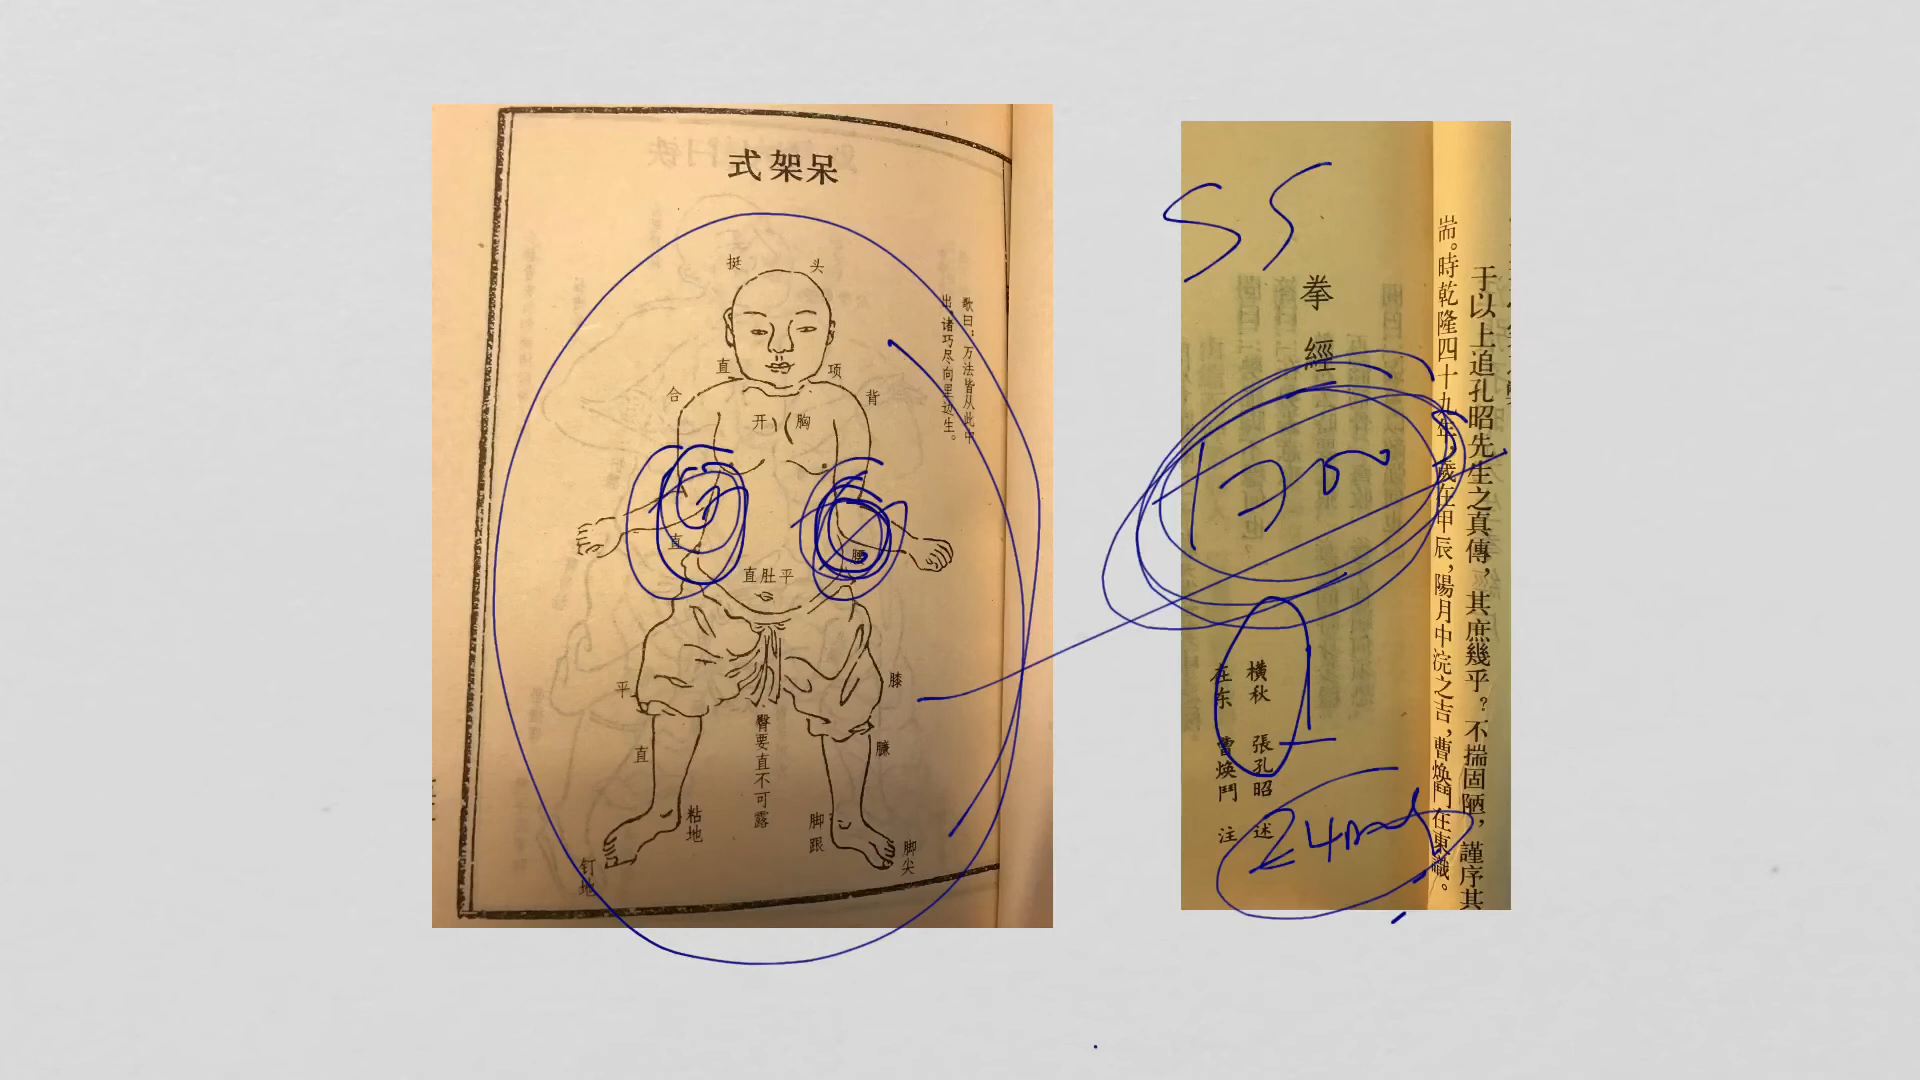 式架呆
挺
头
歌曰：万法皆从此中
出，诸巧尽向里边生。
直
项
合
背
开
胸
直
腰
直肚平
平
膝
直
臁
臀要直不可露
粘地
脚跟
钉地
脚尖
SS
拳經
橫秋 張孔昭 述
在东 曹煥鬥 注
于以上追孔昭先生之真傳，其庶幾乎？不揣固陋，謹序其
耑。時乾隆四十九年，歲在甲辰，陽月中浣之吉，曹煥鬥在東識。